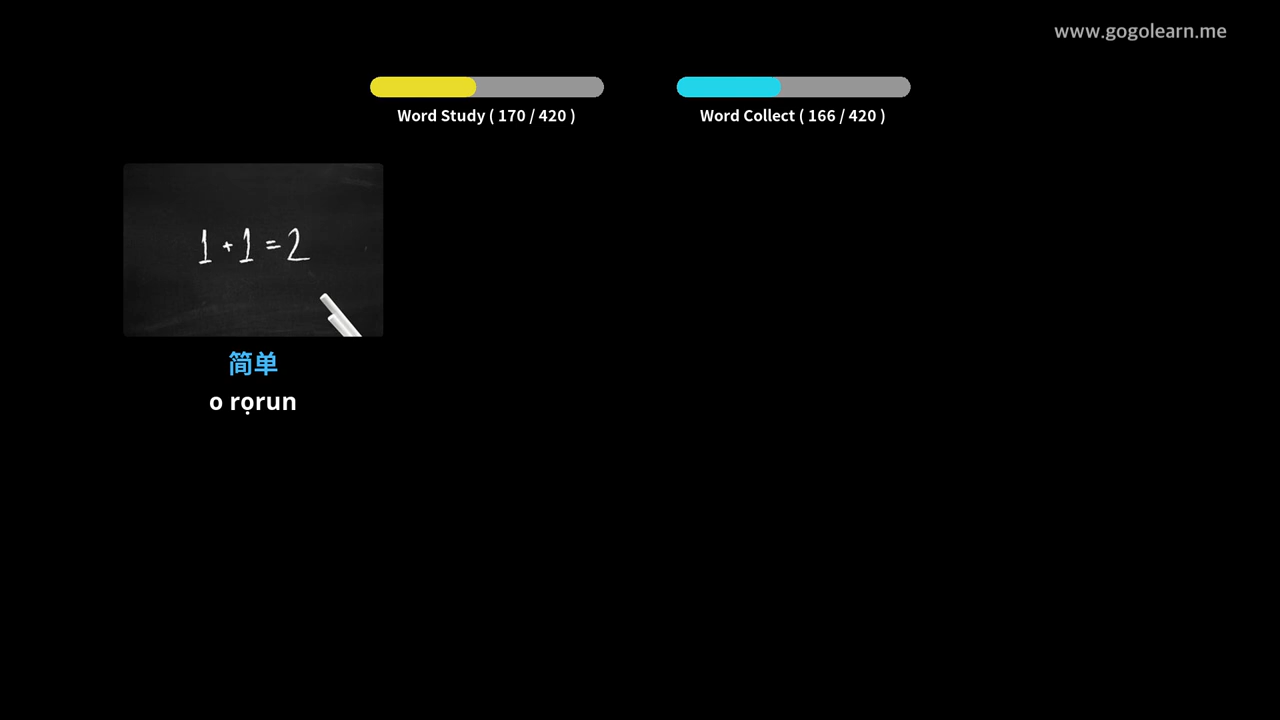 www.gogolearn.me
Word Study ( 170 / 420 )
Word Collect ( 166 / 420 )
1 + 1 = 2
简单
o rọrun